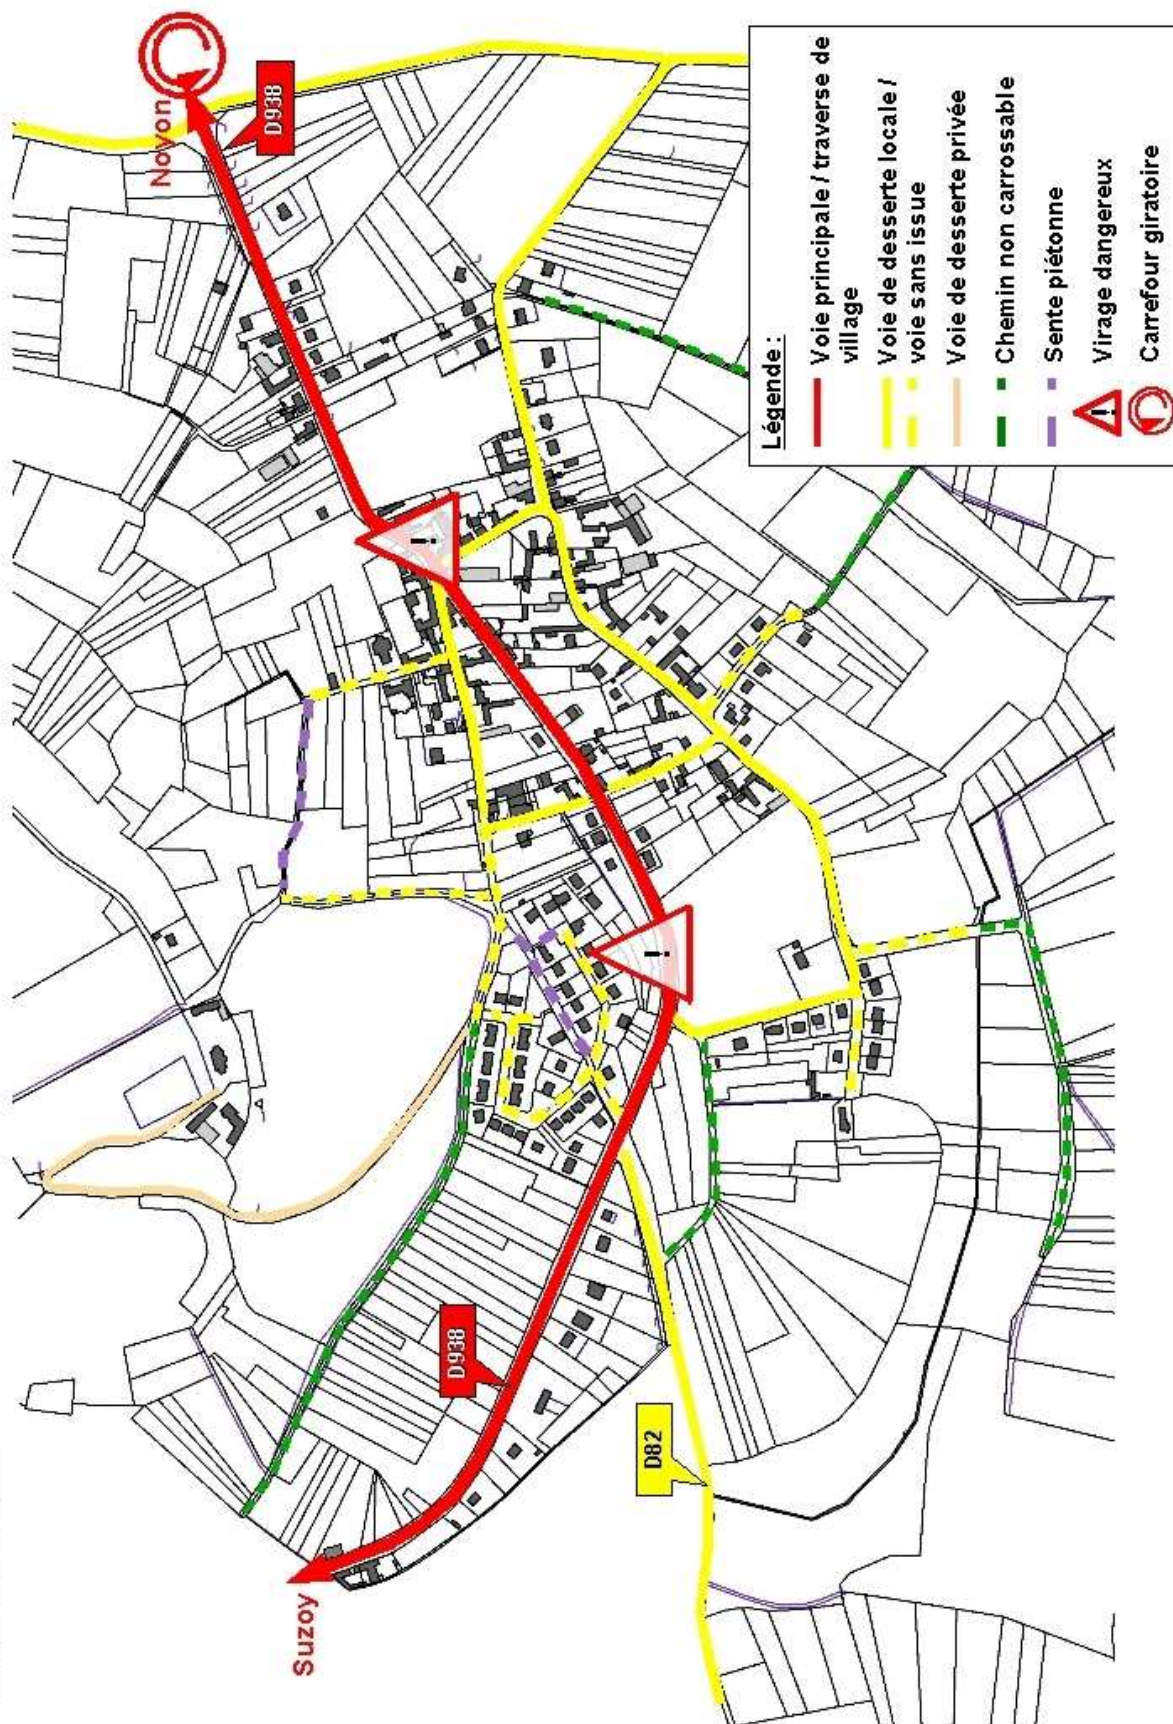 Noyon
D938
D938
Suzoy
D82
Légende :
Voie principale / traverse de
village
Voie de desserte locale /
voie sans issue
Voie de desserte privée
Chemin non carrossable
Sente piétonne
Virage dangereux
Carrefour giratoire